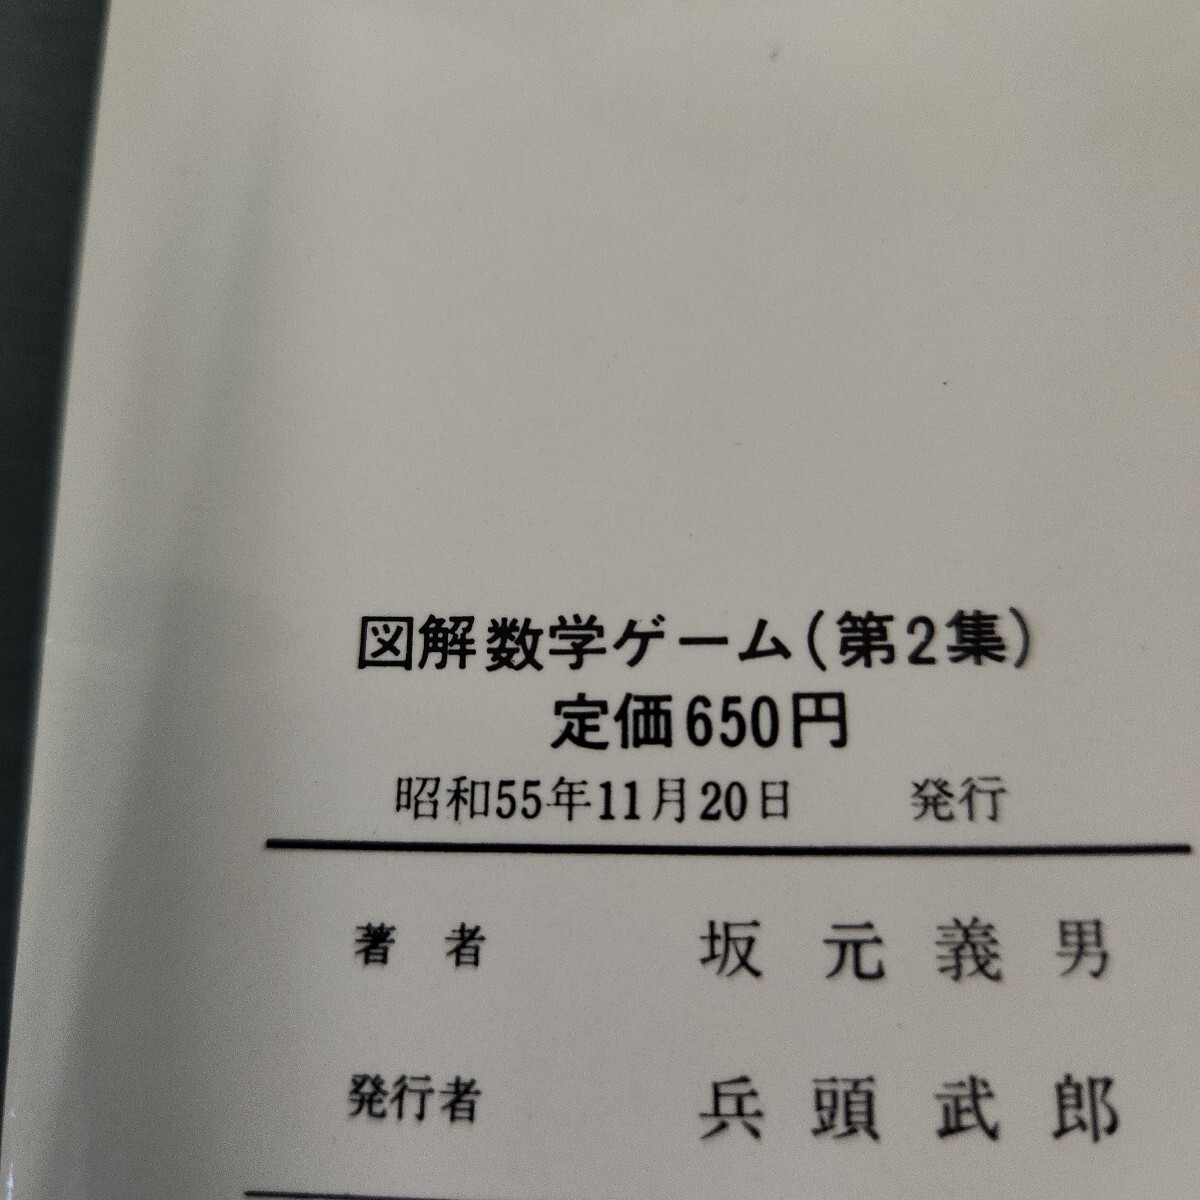 図解数学ゲーム(第2集)
定価650円
昭和55年11月20日 発行
著者 坂元義男
発行者 兵頭武郎